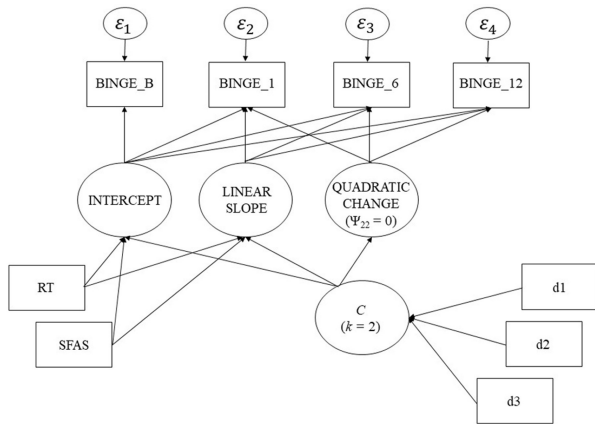 ε1 ε2 ε3 ε4
BINGE_B BINGE_1 BINGE_6 BINGE_12
INTERCEPT
LINEAR
SLOPE
QUADRATIC
CHANGE
(Ψ22 = 0)
RT
SFAS
C
(k = 2)
d1
d2
d3